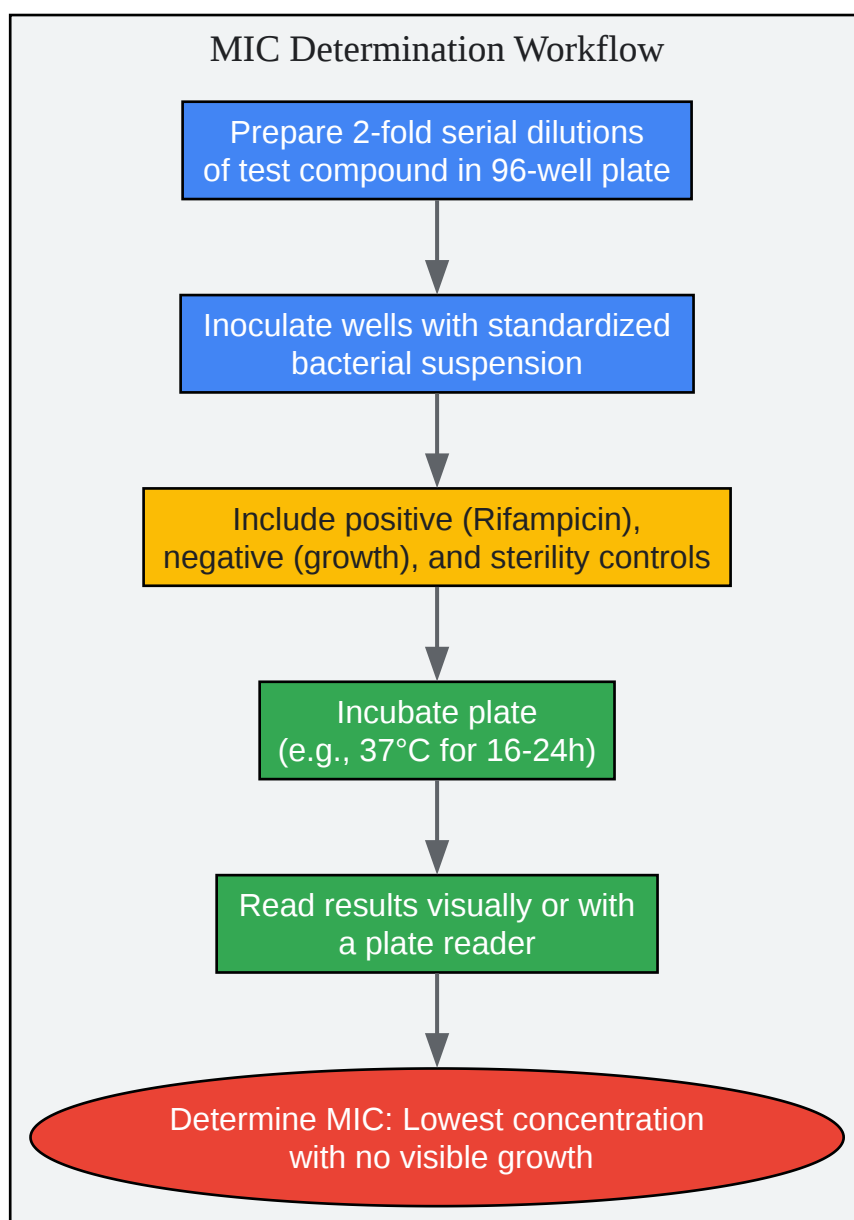 MIC Determination Workflow
Prepare 2-fold serial dilutions
of test compound in 96-well plate
Inoculate wells with standardized
bacterial suspension
Include positive (Rifampicin),
negative (growth), and sterility controls
Incubate plate
(e.g., 37°C for 16-24h)
Read results visually or with
a plate reader
Determine MIC: Lowest concentration
with no visible growth